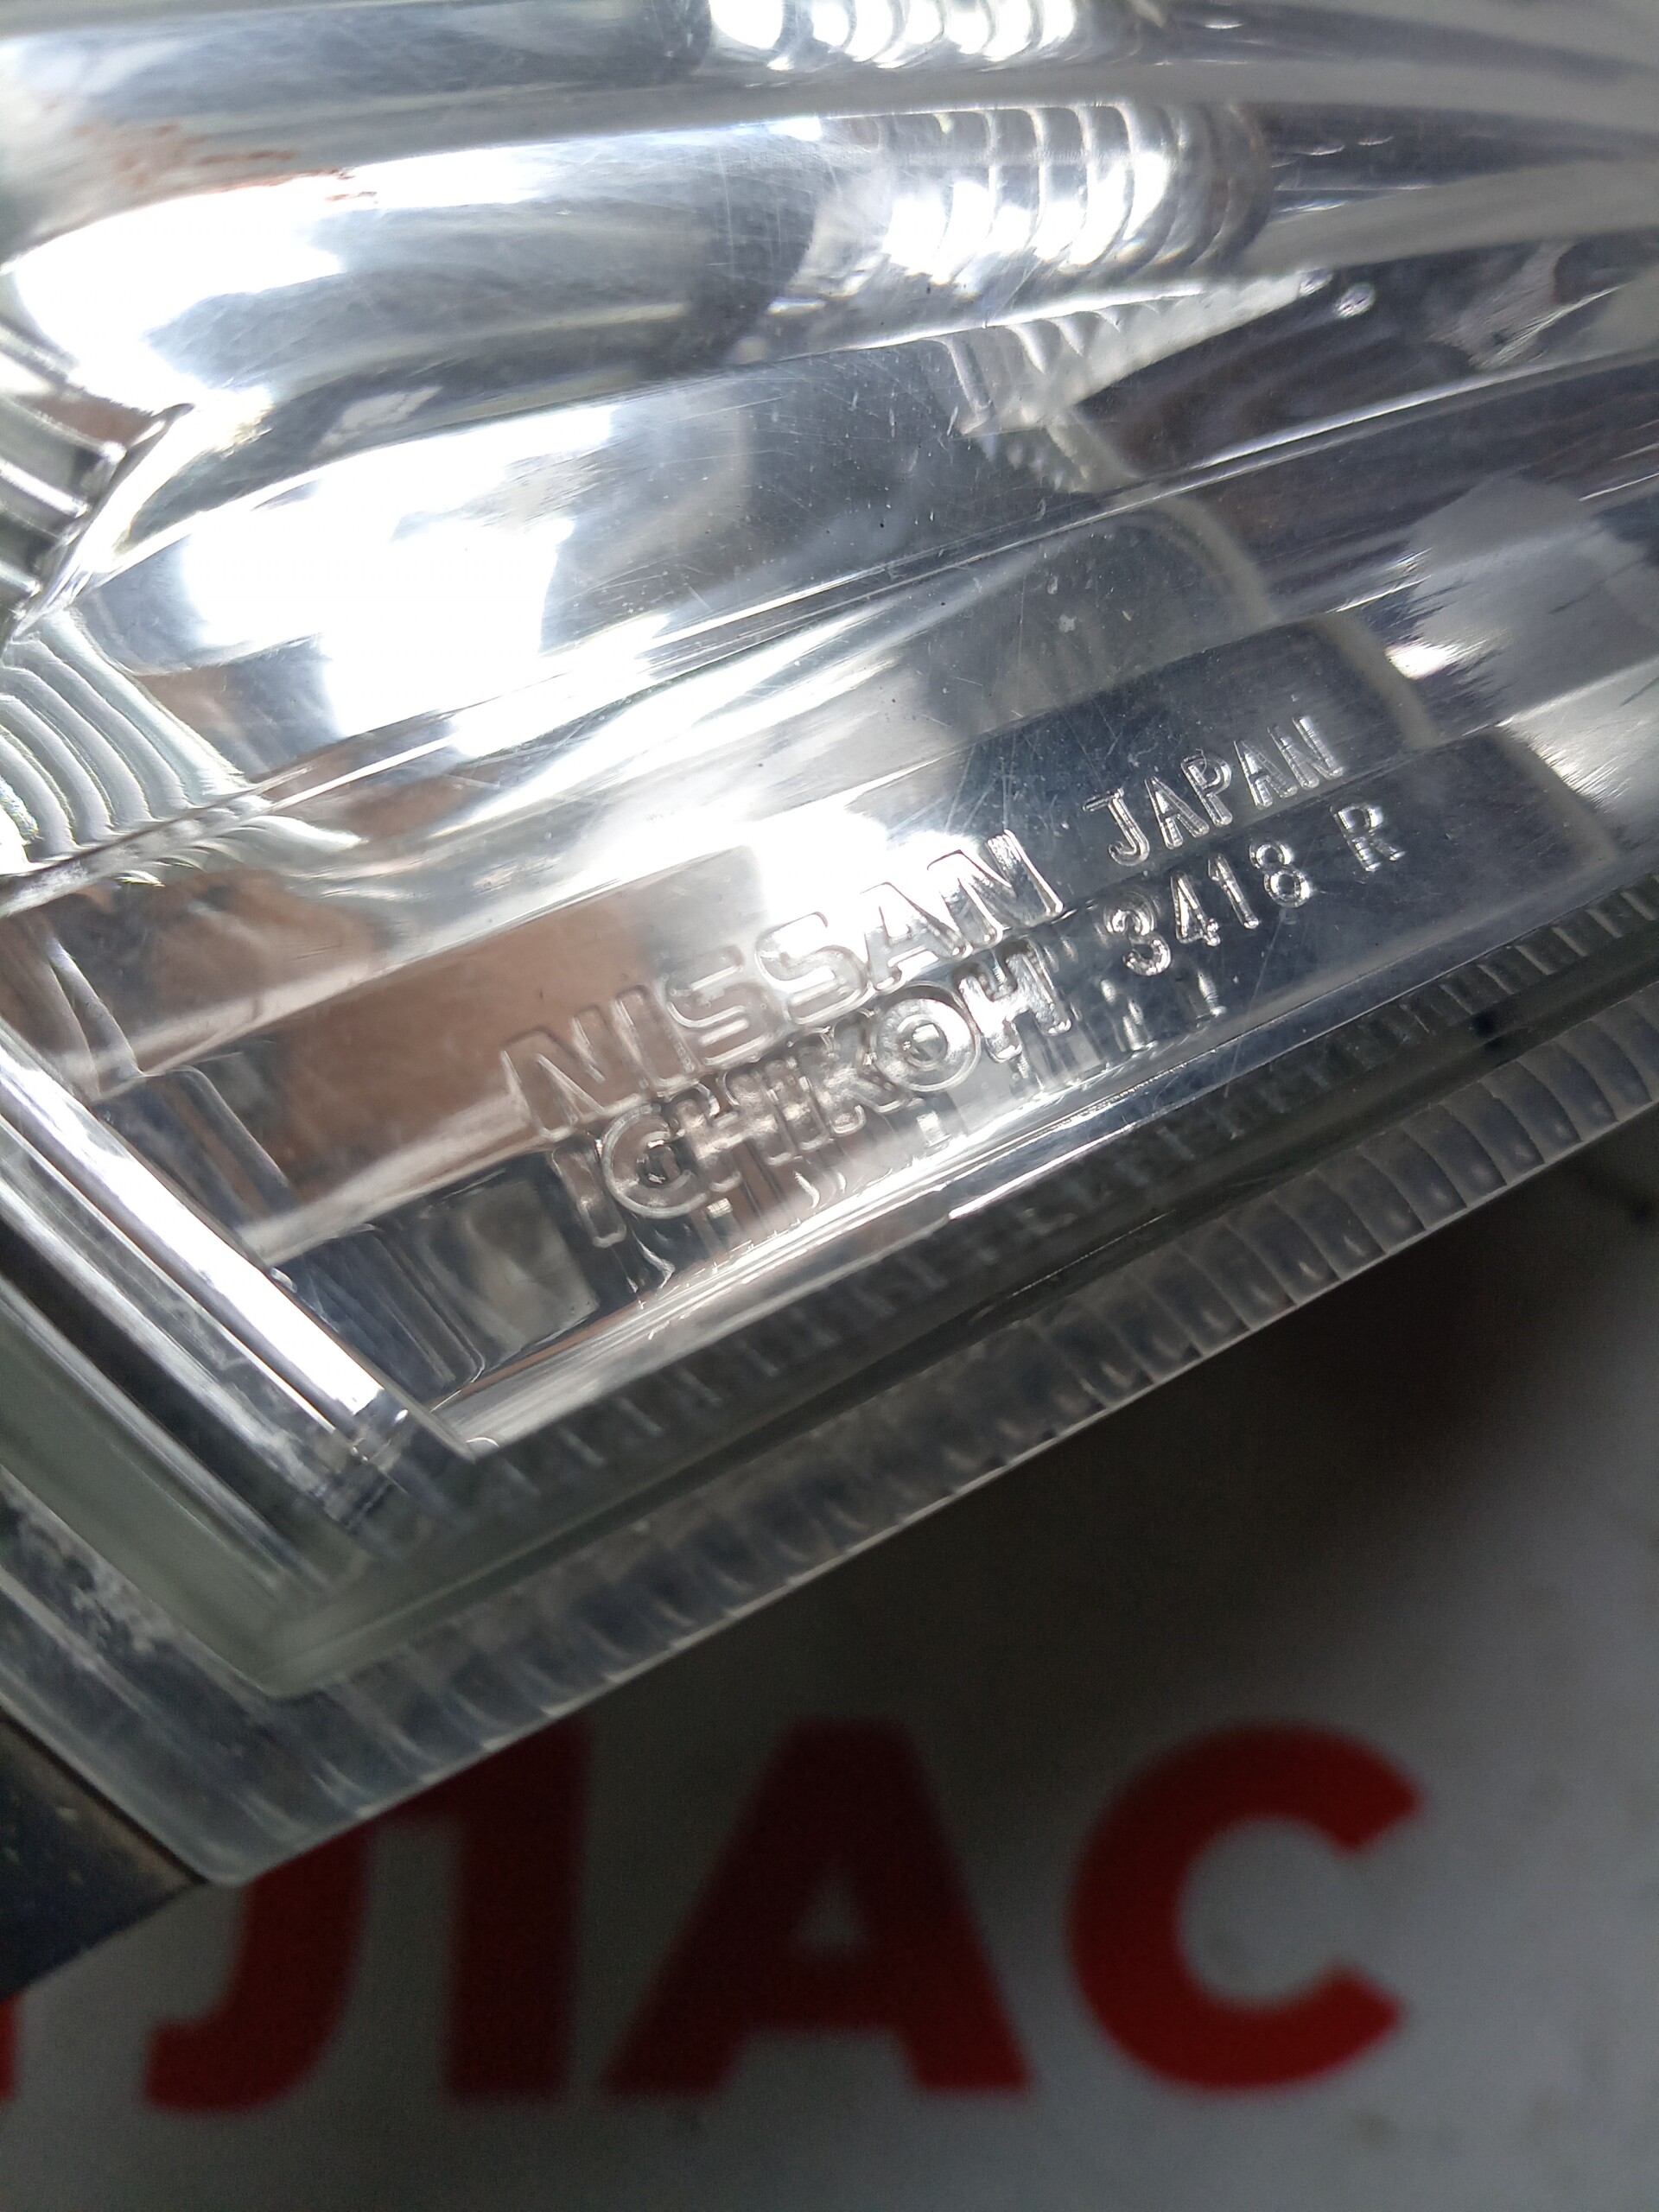 NISSAN JAPAN
ICHIKOH 3418 R
ЛАС